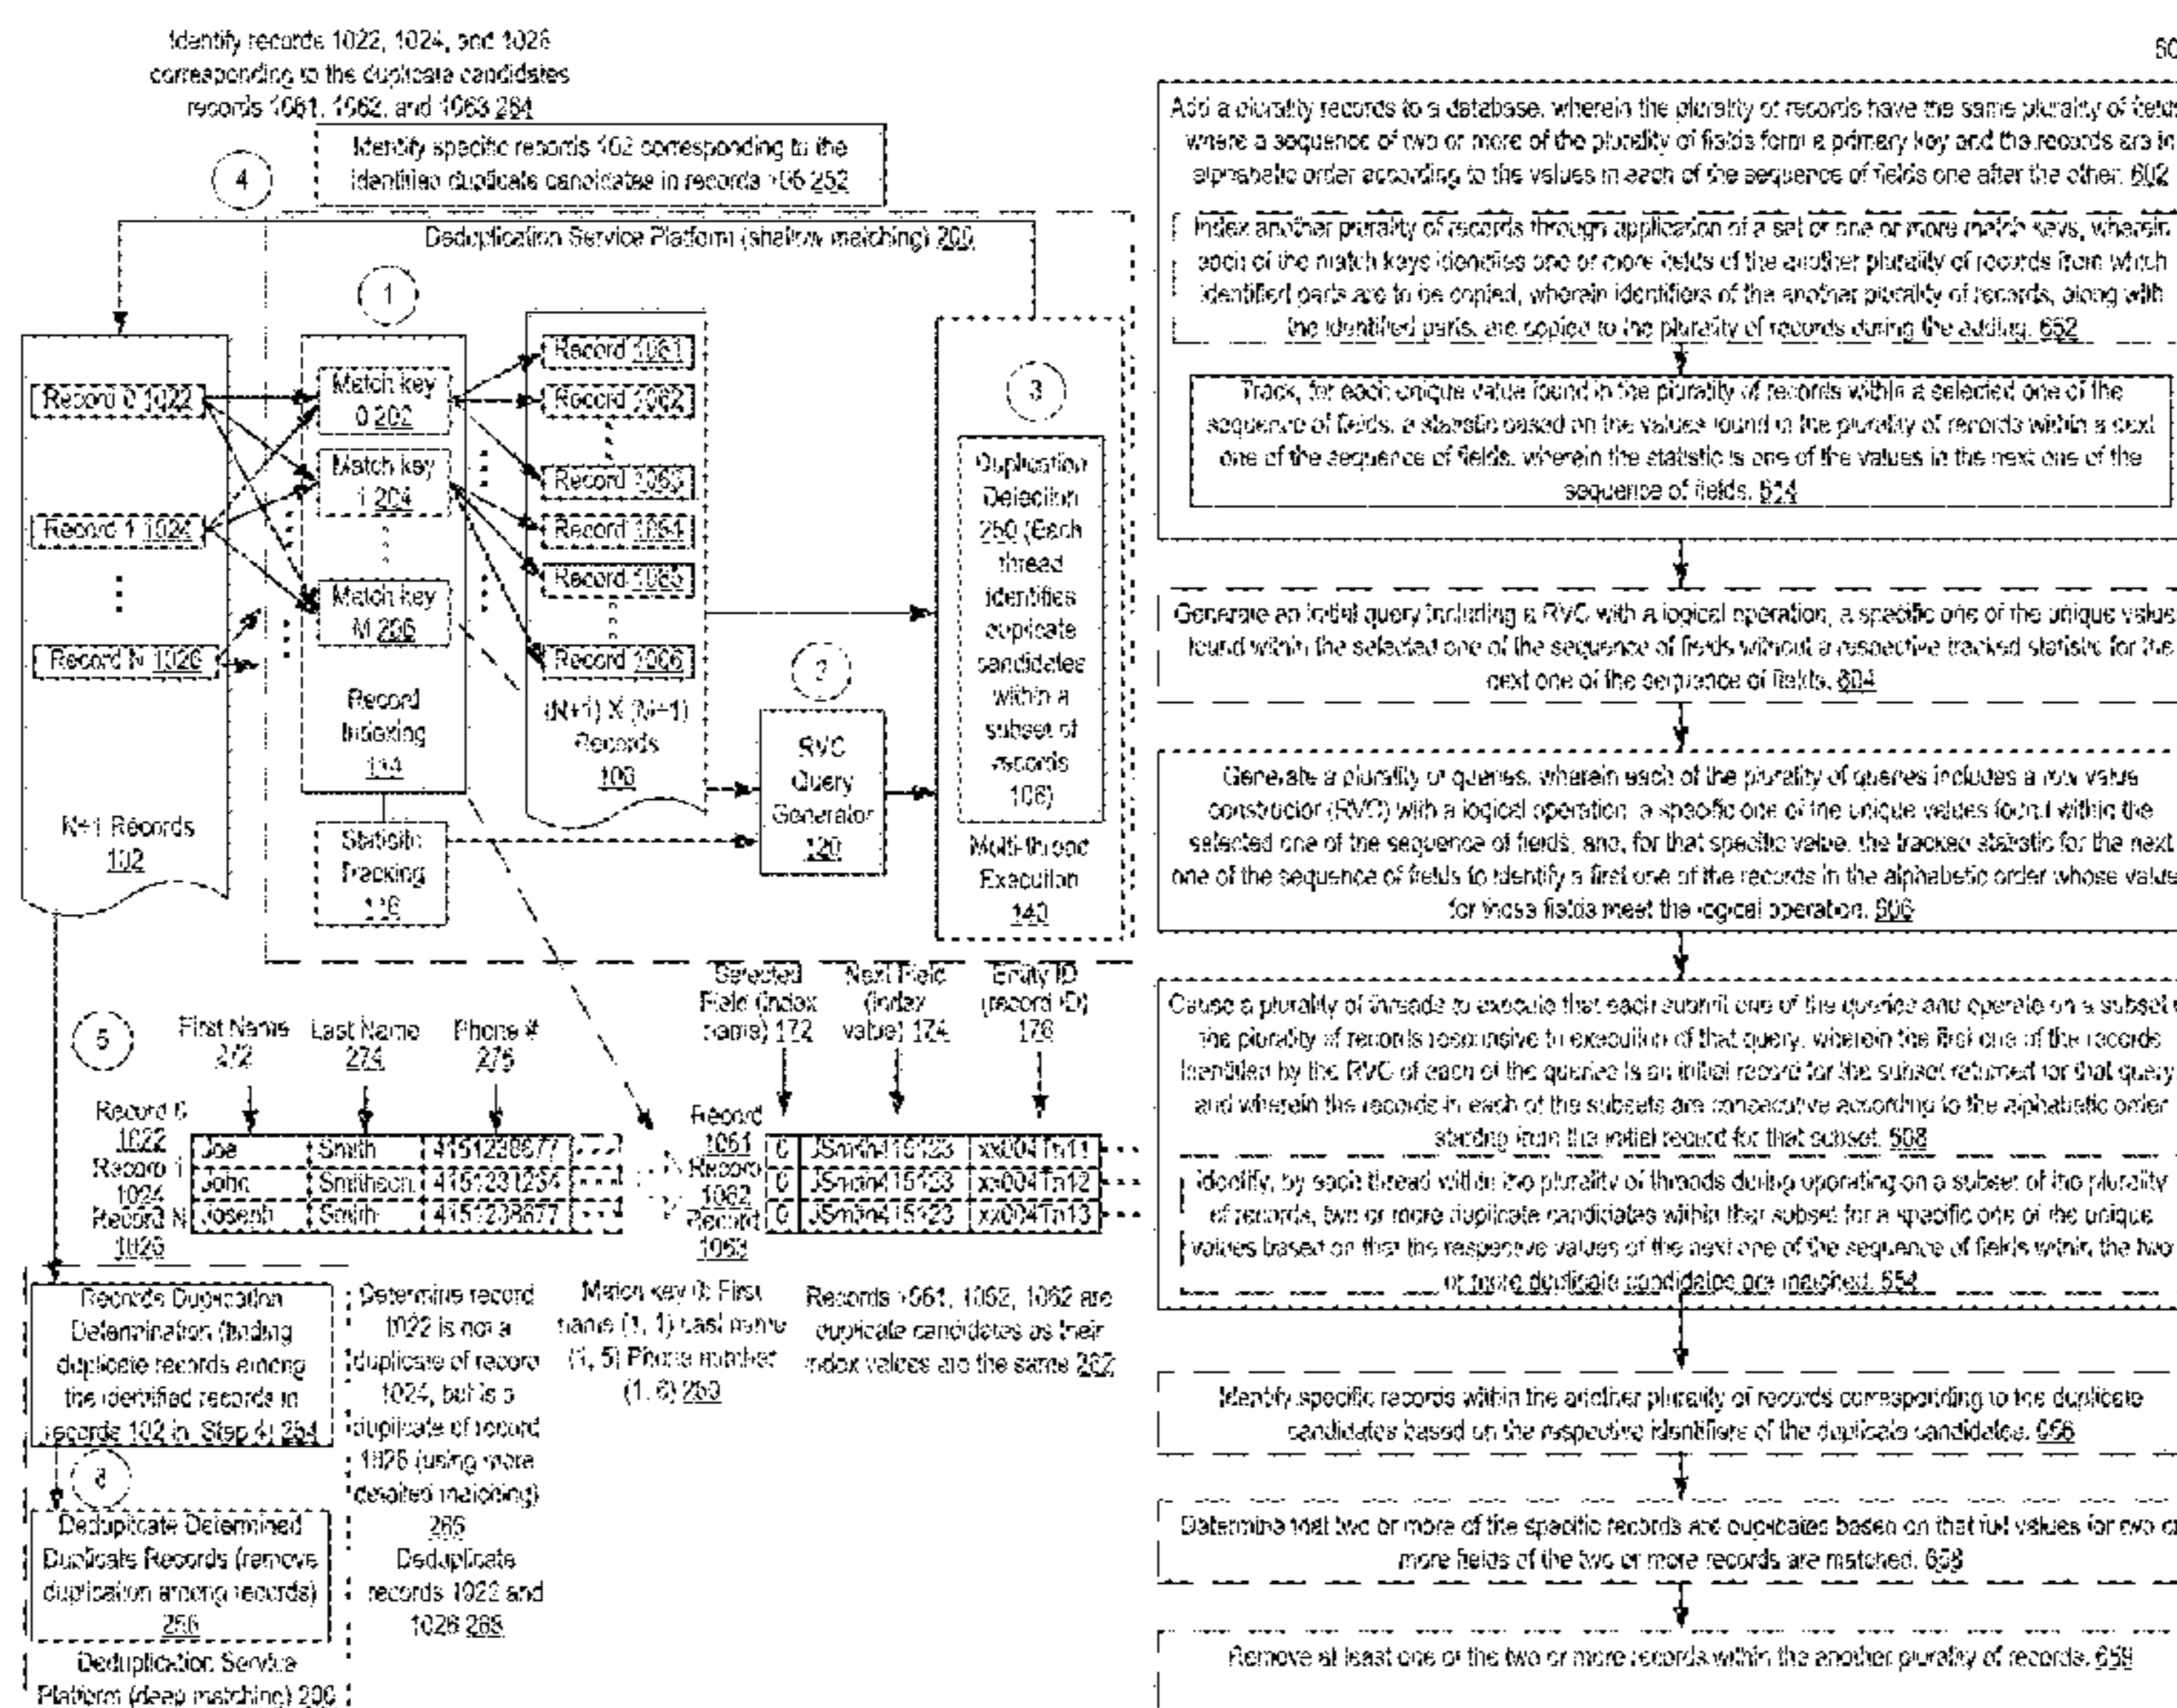 Identify records 1022, 1024, and 1026
corresponding to the duplicate candidates
records 1061, 1062, and 1063 264
Identify specific records 102 corresponding to the
identified duplicate candidates in records 106 252
4
Deduplication Service Platform (shallow matching) 200
1
Record 0 1022
Record 1 1024
Record N 1026
N+1 Records
102
Match key
0 202
Match key
1 204
Match key
M 206
Record
Indexing
114
Statistic
Tracking
116
Record 1061
Record 1062
Record 1063
Record 1064
Record 1065
Record 1066
Records
106
2
RVC
Query
Generator
120
3
Duplication
Detection
250 (Each
thread
identifies
duplicate
candidates
within a
subset of
records
106)
Multi-thread
Execution
140
5
First Name
272
Last Name
274
Phone #
276
Record 0
1022
Record 1
1024
Record N
1026
Joe Smith 4151238677
John Smithson 4151231234
Joseph Smith 4151238677
Selected
Field (index
name) 172
Next Field
(index
value) 174
Entity ID
(record ID)
176
Record
1061
Record
1062
Record
1063
0 JSmith415123 xx004Tn11
0 JSmith415123 xx004Tn12
0 JSmith415123 xx004Tn13
Records Duplication
Determination (finding
duplicate records among
the identified records in
records 102 in Step 4) 254
6
Deduplicate Determined
Duplicate Records (remove
duplication among records)
256
Deduplication Service
Platform (deep matching) 200
Determine record
1022 is not a
duplicate of record
1024, but is a
duplicate of record
1026 (using more
detailed matching)
266
Deduplicate
records 1022 and
1026 268
Match key 0: First
name (1, 1) Last name
(1, 5) Phone number
(1, 6)
Records 1061, 1062, 1062 are
duplicate candidates as their
index values are the same 262
60
Add a plurality records to a database, wherein the plurality of records have the same plurality of fields
where a sequence of two or more of the plurality of fields form a primary key and the records are in
alphabetic order according to the values in each of the sequence of fields one after the other. 602
Index another plurality of records through application of a set of one or more match keys, wherein
each of the match keys identifies one or more fields of the another plurality of records from which
identified parts are to be copied, wherein identifiers of the another plurality of records, along with
the identified parts, are copied to the plurality of records during the adding. 652
Track, for each unique value found in the plurality of records within a selected one of the
sequence of fields, a statistic based on the values found in the plurality of records within a next
one of the sequence of fields, wherein the statistic is one of the values in the next one of the
sequence of fields. 614
Generate an initial query including a RVC with a logical operation, a specific one of the unique value
found within the selected one of the sequence of fields without a respective tracked statistic for the
next one of the sequence of fields. 604
Generate a plurality of queries, wherein each of the plurality of queries includes a row value
constructor (RVC) with a logical operation, a specific one of the unique values found within the
selected one of the sequence of fields, and, for that specific value, the tracked statistic for the next
one of the sequence of fields to identify a first one of the records in the alphabetic order whose value
for those fields meet the logical operation. 606
Cause a plurality of threads to execute that each submit one of the queries and operate on a subset
the plurality of records responsive to execution of that query, wherein the first one of the records
identified by the RVC of each of the queries is an initial record for the subset returned for that query
and wherein the records in each of the subsets are consecutive according to the alphabetic order
starting from the initial record for that subset. 608
Identify, by each thread within the plurality of threads during operating on a subset of the plurality
of records, two or more duplicate candidates within that subset for a specific one of the unique
values based on that the respective values of the next one of the sequence of fields within the two
or more duplicate candidates are matched. 654
Identify specific records within the another plurality of records corresponding to the duplicate
candidates based on the respective identifiers of the duplicate candidates. 656
Determine that two or more of the specific records are duplicates based on that full values for two or
more fields of the two or more records are matched. 658
Remove at least one of the two or more records within the another plurality of records. 659